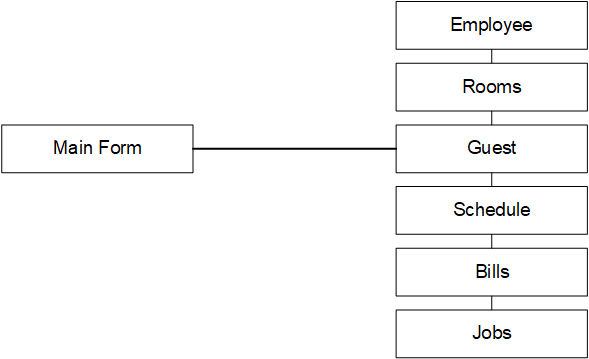 Employee
Rooms
Main Form
Guest
Schedule
Bills
Jobs